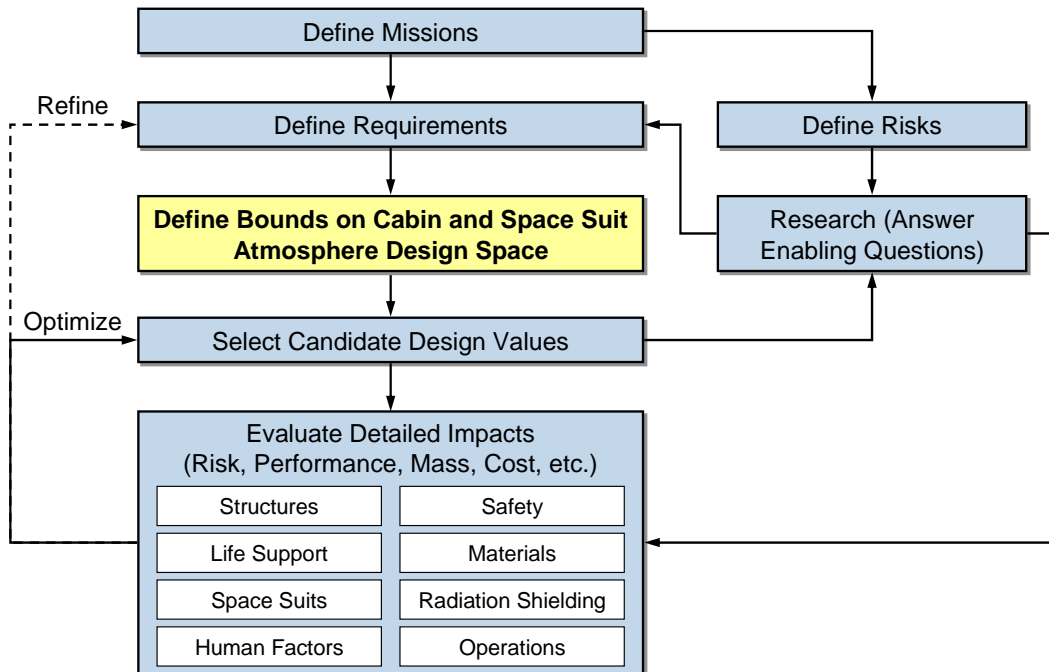 Define Missions
Refine
Define Requirements
Define Risks
Define Bounds on Cabin and Space Suit
Atmosphere Design Space
Research (Answer
Enabling Questions)
Optimize
Select Candidate Design Values
Evaluate Detailed Impacts
(Risk, Performance, Mass, Cost, etc.)
Structures
Safety
Life Support
Materials
Space Suits
Radiation Shielding
Human Factors
Operations